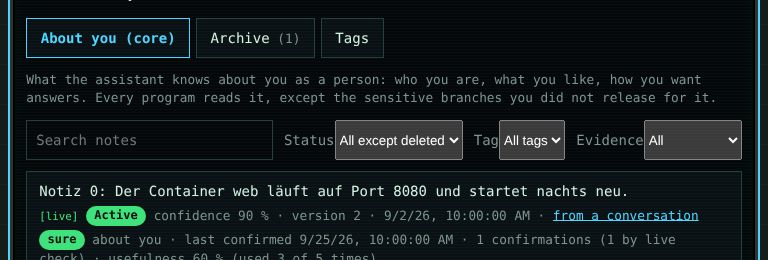 About you (core) Archive (1) Tags
What the assistant knows about you as a person: who you are, what you like, how you want
answers. Every program reads it, except the sensitive branches you did not release for it.
Search notes Status All except deleted Tag All tags Evidence All
Notiz 0: Der Container web läuft auf Port 8080 und startet nachts neu.
[live] Active confidence 90 % · version 2 · 9/2/26, 10:00:00 AM · from a conversation
sure about you · last confirmed 9/25/26, 10:00:00 AM · 1 confirmations (1 by live
check) · usefulness 60 % (used 3 of 5 times)